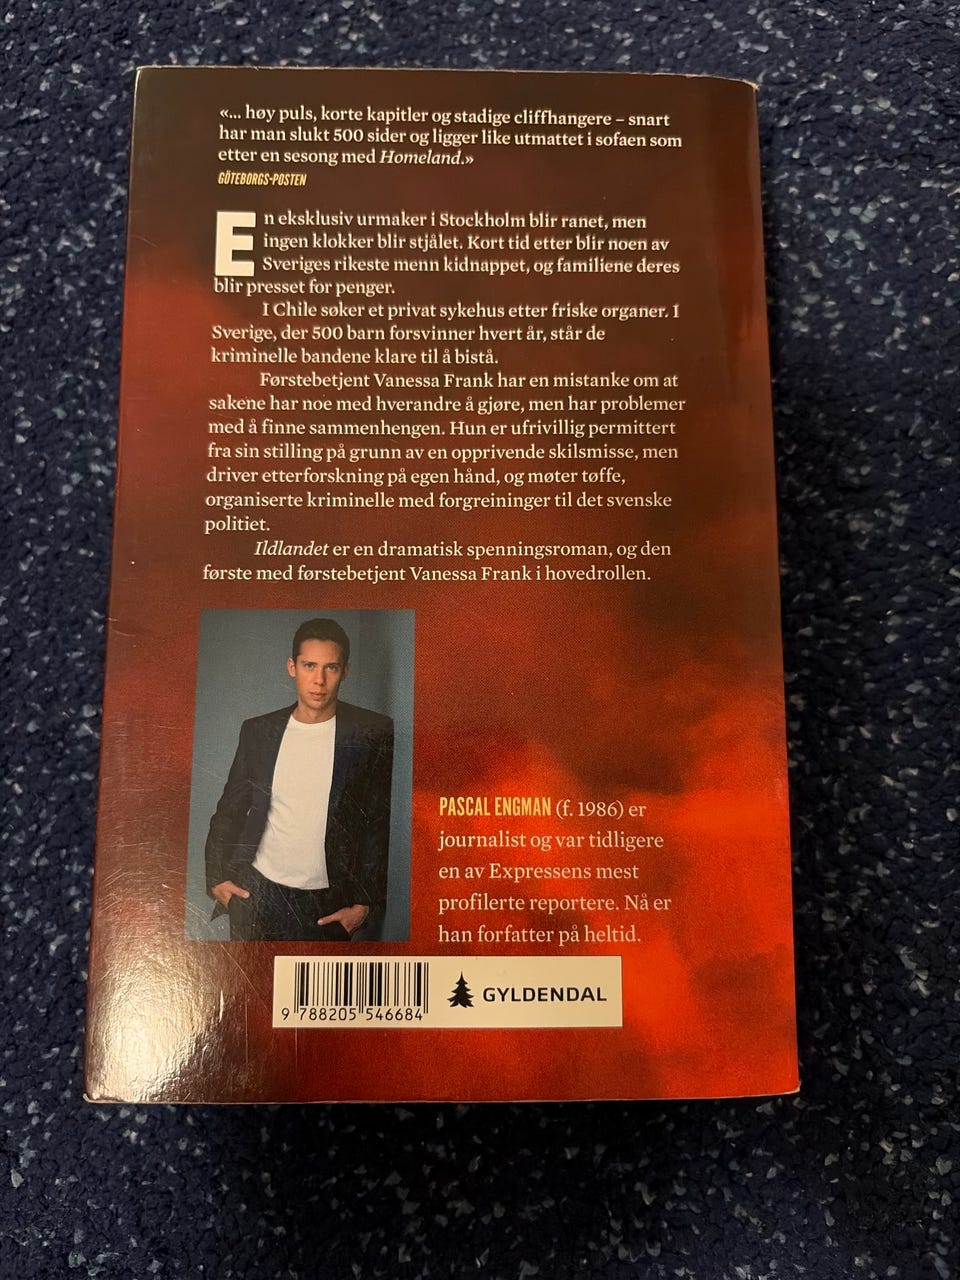 «... høy puls, korte kapitler og stadige cliffhangere – snart
har man slukt 500 sider og ligger like utmattet i sofaen som
etter en sesong med Homeland.»
GÖTEBORGS-POSTEN
En eksklusiv urmaker i Stockholm blir ranet, men
ingen klokker blir stjålet. Kort tid etter blir noen av
Sveriges rikeste menn kidnappet, og familiene deres
blir presset for penger.
I Chile søker et privat sykehus etter friske organer. I
Sverige, der 500 barn forsvinner hvert år, står de
kriminelle bandene klare til å bistå.
Førstebetjent Vanessa Frank har en mistanke om at
sakene har noe med hverandre å gjøre, men har problemer
med å finne sammenhengen. Hun er ufrivillig permittert
fra sin stilling på grunn av en opprivende skilsmisse, men
driver etterforskning på egen hånd, og møter tøffe,
organiserte kriminelle med forgreininger til det svenske
politiet.
Ildlandet er en dramatisk spenningsroman, og den
første med førstebetjent Vanessa Frank i hovedrollen.
PASCAL ENGMAN (f. 1986) er
journalist og var tidligere
en av Expressens mest
profilerte reportere. Nå er
han forfatter på heltid.
9 788205 546684
GYLDENDAL